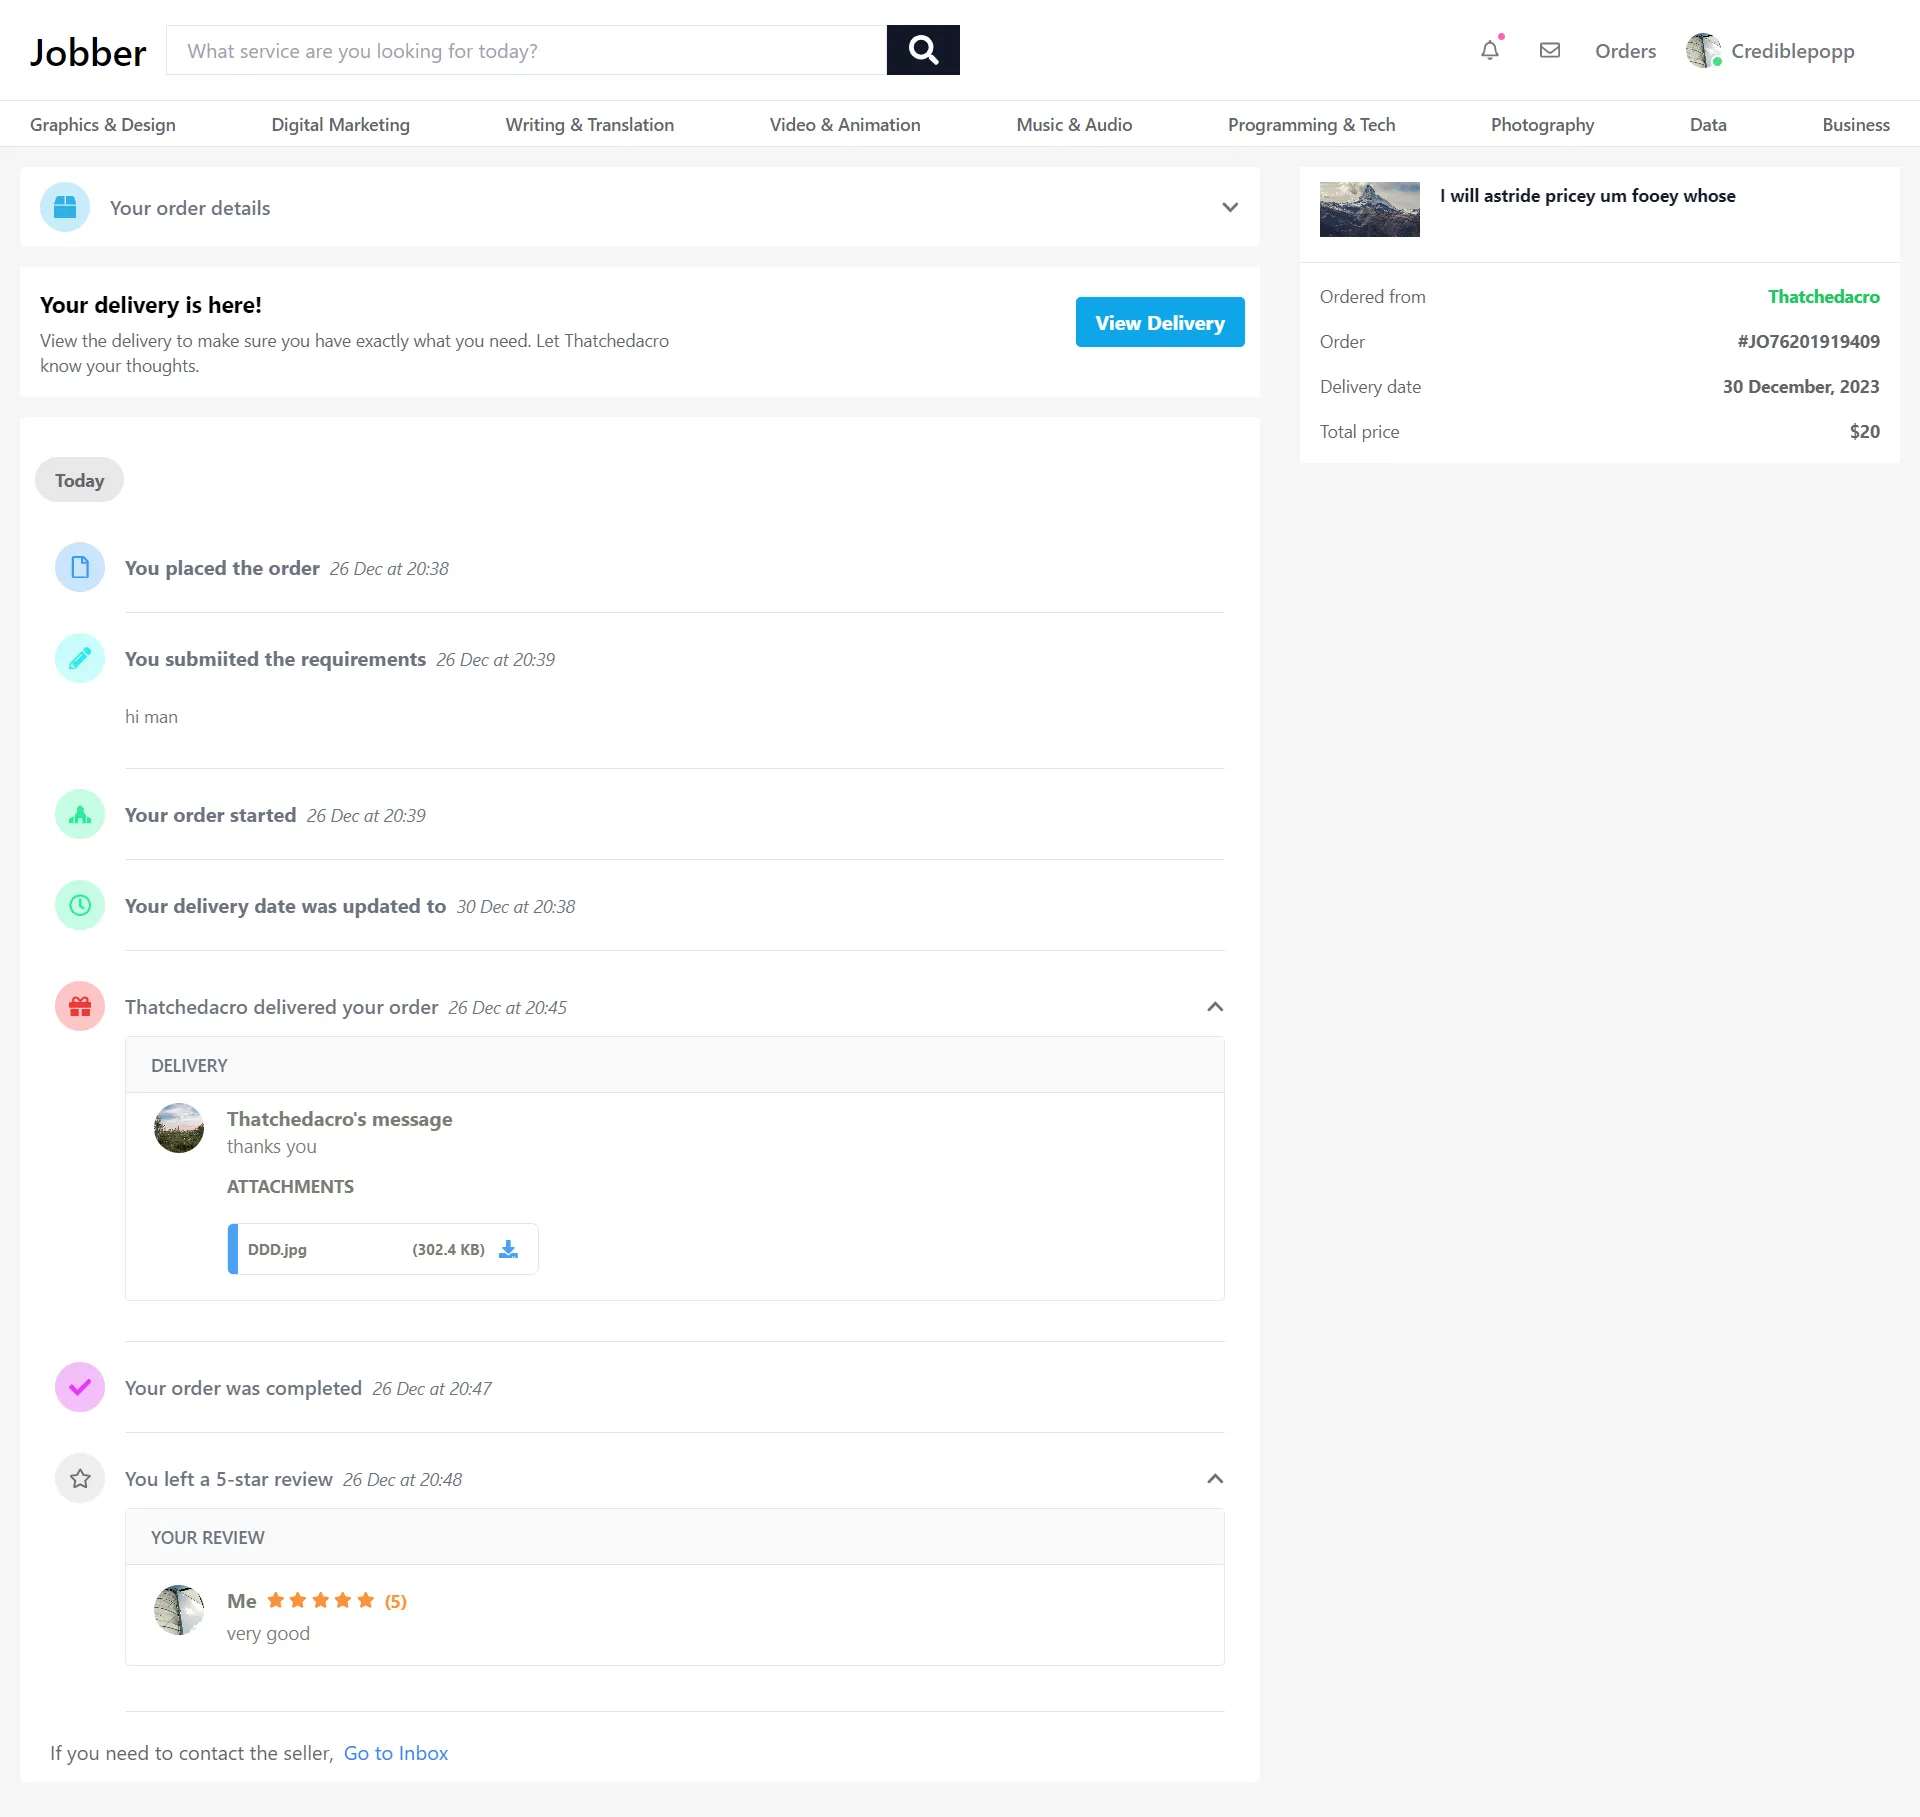 Jobber
What service are you looking for today?
Orders
Crediblepopp
Graphics & Design
Digital Marketing
Writing & Translation
Video & Animation
Music & Audio
Programming & Tech
Photography
Data
Business
Your order details
Your delivery is here!
View the delivery to make sure you have exactly what you need. Let Thatchedacro
know your thoughts.
View Delivery
Today
You placed the order 26 Dec at 20:38
You submiited the requirements 26 Dec at 20:39
hi man
Your order started 26 Dec at 20:39
Your delivery date was updated to 30 Dec at 20:38
Thatchedacro delivered your order 26 Dec at 20:45
DELIVERY
Thatchedacro's message
thanks you
ATTACHMENTS
DDD.jpg (302.4 KB)
Your order was completed 26 Dec at 20:47
You left a 5-star review 26 Dec at 20:48
YOUR REVIEW
Me (5)
very good
If you need to contact the seller, Go to Inbox
I will astride pricey um fooey whose
Ordered from Thatchedacro
Order #JO76201919409
Delivery date 30 December, 2023
Total price $20